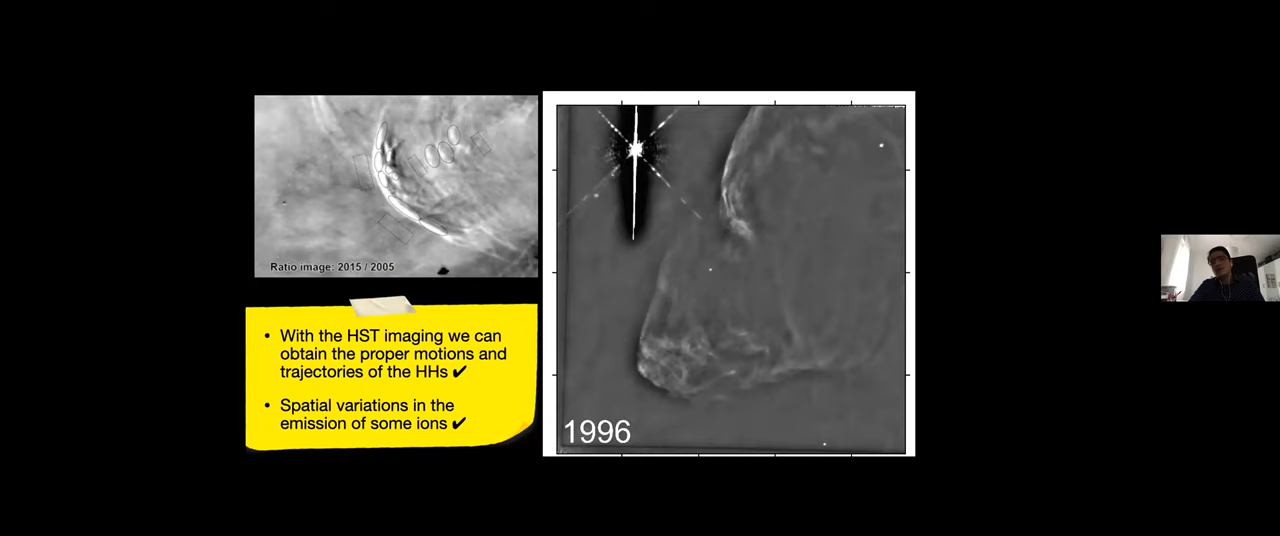 Ratio image: 2015 / 2005
• With the HST imaging we can
obtain the proper motions and
trajectories of the HHs ✔
• Spatial variations in the
emission of some ions ✔
1996